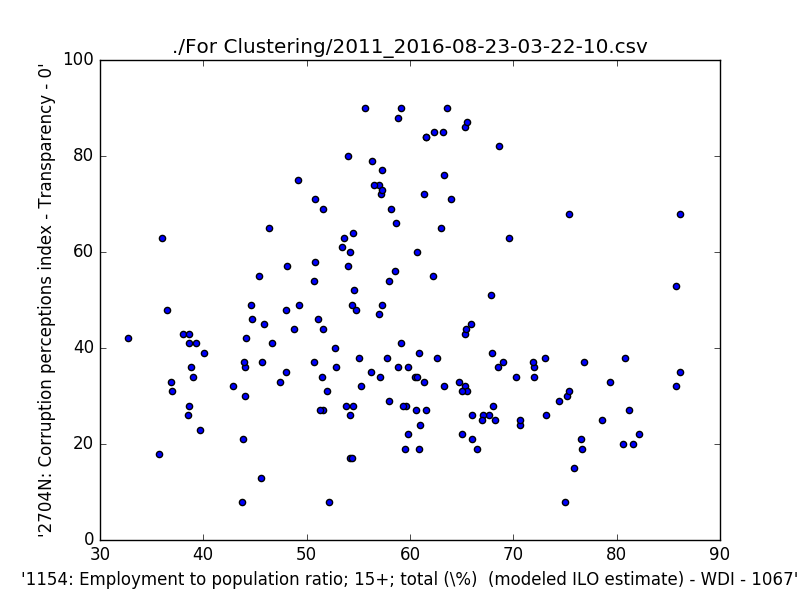 ./For Clustering/2011_2016-08-23-03-22-10.csv
'2704N: Corruption perceptions index - Transparency - 0'
100
80
60
40
20
0
30 40 50 60 70 80 90
'1154: Employment to population ratio; 15+; total (\%)  (modeled ILO estimate) - WDI - 1067'